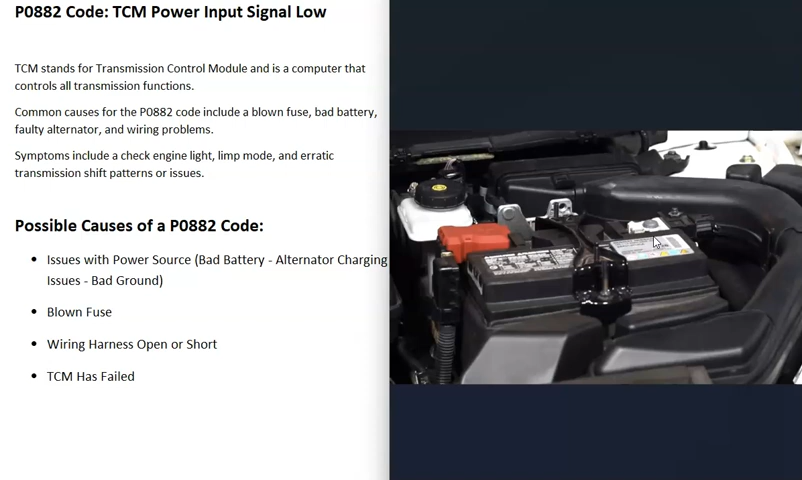 P0882 Code: TCM Power Input Signal Low
TCM stands for Transmission Control Module and is a computer that
controls all transmission functions.
Common causes for the P0882 code include a blown fuse, bad battery,
faulty alternator, and wiring problems.
Symptoms include a check engine light, limp mode, and erratic
transmission shift patterns or issues.
Possible Causes of a P0882 Code:
• Issues with Power Source (Bad Battery - Alternator Charging
Issues - Bad Ground)
• Blown Fuse
• Wiring Harness Open or Short
• TCM Has Failed